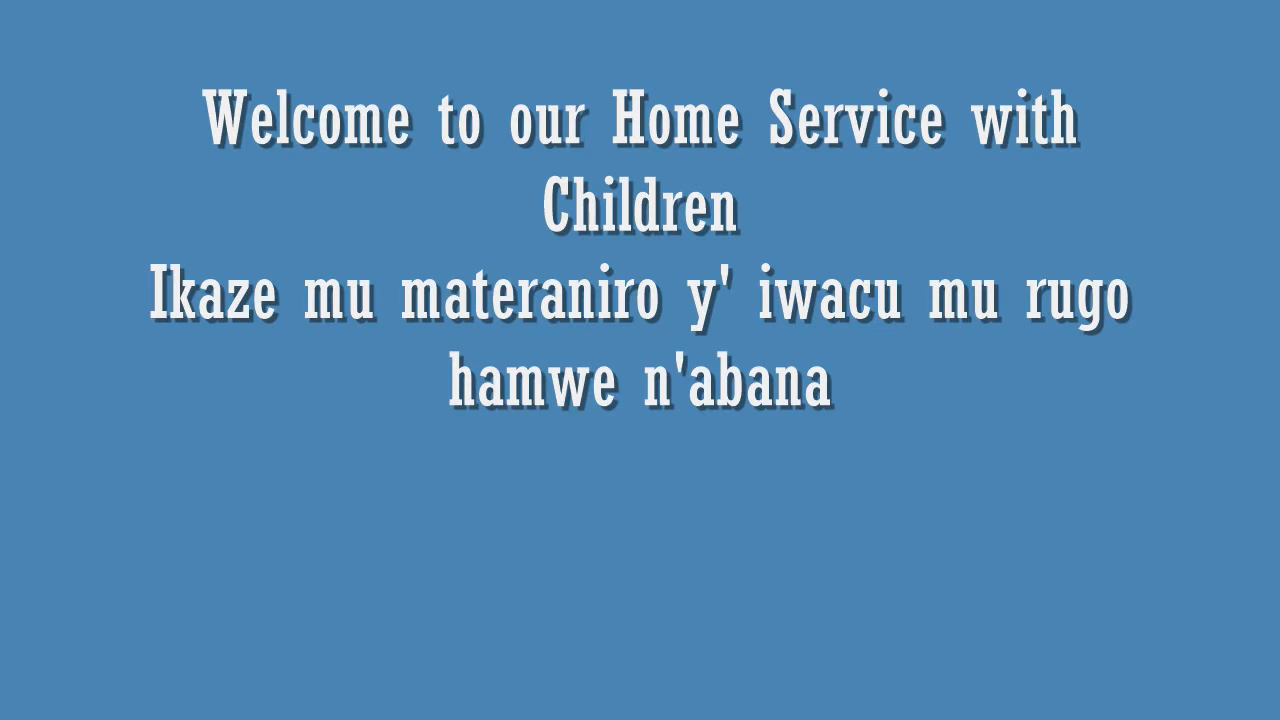 Welcome to our Home Service with
Children
Ikaze mu materaniro y' iwacu mu rugo
hamwe n'abana